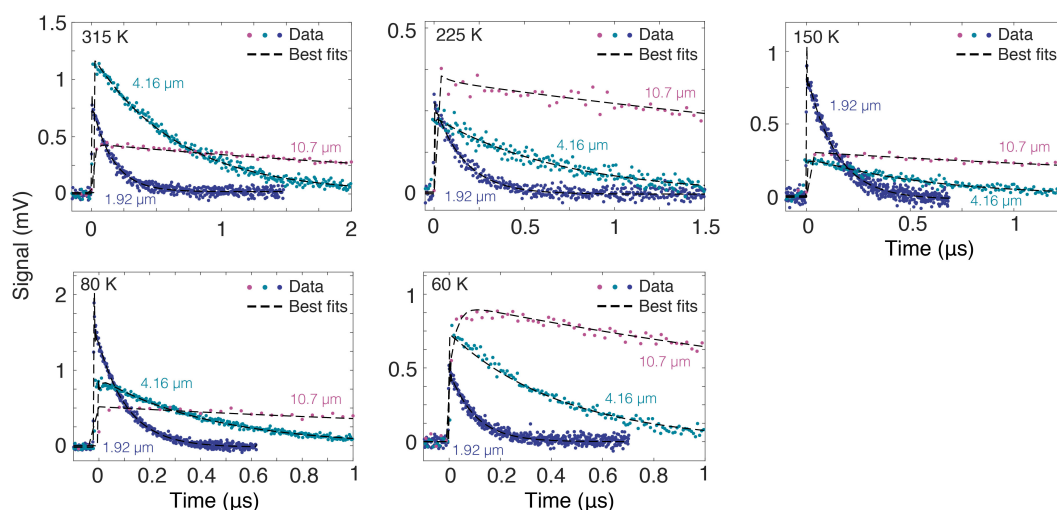 Signal (mV)
1.5
1
0.5
0
315 K
Data
Best fits
4.16 µm
10.7 µm
1.92 µm
0
1
2
0.5
0
225 K
Data
Best fits
10.7 µm
4.16 µm
1.92 µm
0
0.5
1
1.5
1
0.5
0
150 K
Data
Best fits
1.92 µm
10.7 µm
4.16 µm
0
0.5
1
Time (µs)
2
1
0
80 K
Data
Best fits
4.16 µm
10.7 µm
1.92 µm
0
0.2
0.4
0.6
0.8
1
Time (µs)
1
0.5
0
60 K
Data
Best fits
10.7 µm
4.16 µm
1.92 µm
0
0.2
0.4
0.6
0.8
1
Time (µs)